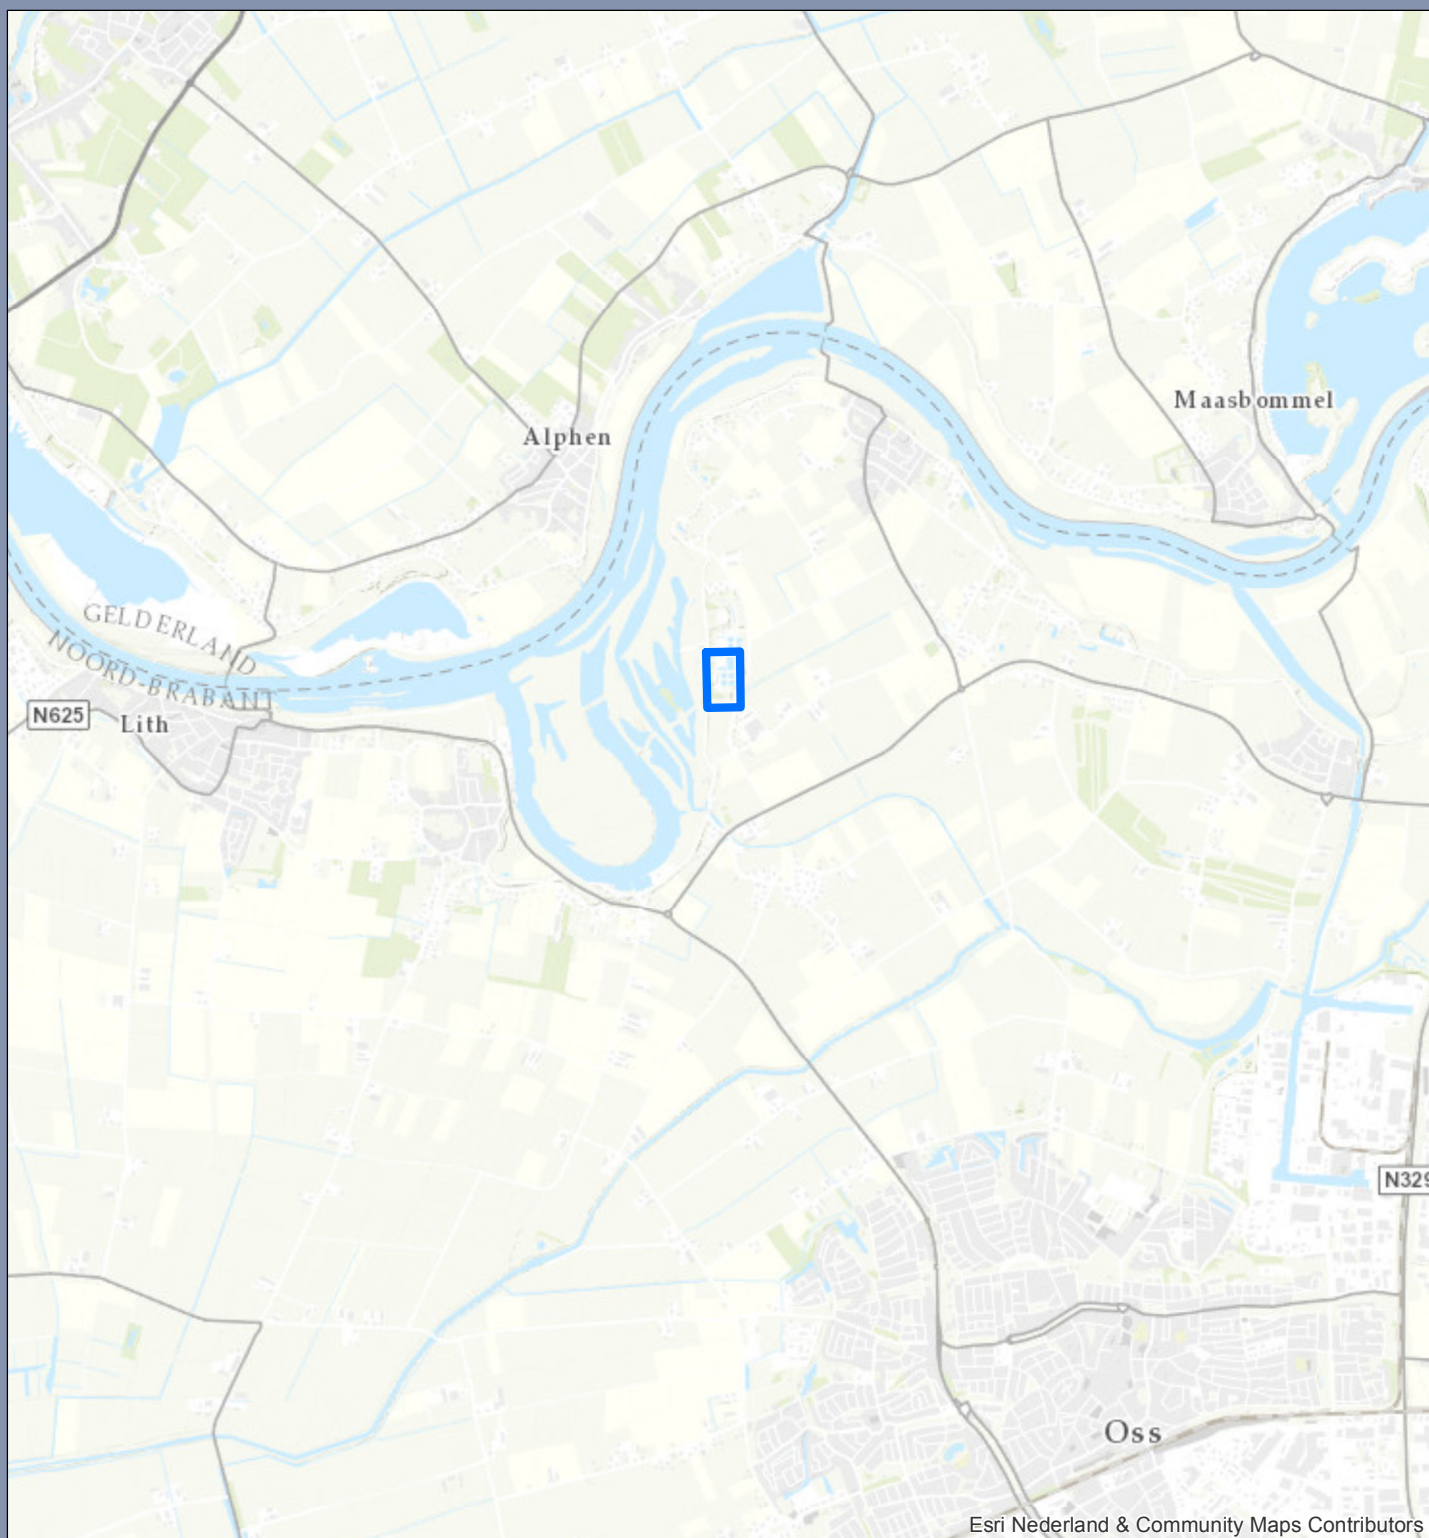 Maasbommel
Alphen
GELDERLAND
NOORD-BRABANT
N625
Lith
N329
Oss
Esri Nederland & Community Maps Contributors